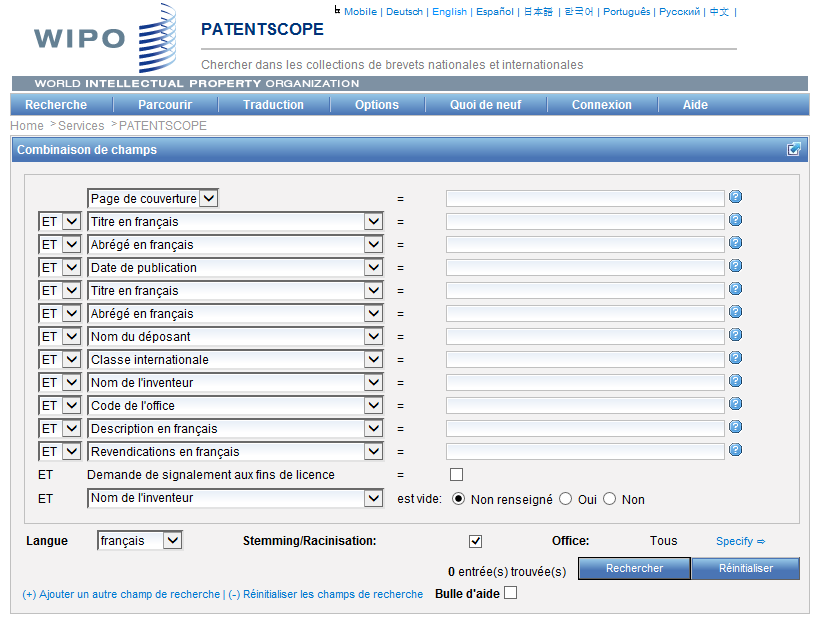 Mobile | Deutsch | English | Español | 日本語 | 한국어 | Português | Русский | 中文 |
WIPO
PATENTSCOPE
Chercher dans les collections de brevets nationales et internationales
WORLD INTELLECTUAL PROPERTY ORGANIZATION
Recherche Parcourir Traduction Options Quoi de neuf Connexion Aide
Home > Services > PATENTSCOPE
Combinaison de champs
Page de couverture =
ET Titre en français =
ET Abrégé en français =
ET Date de publication =
ET Titre en français =
ET Abrégé en français =
ET Nom du déposant =
ET Classe internationale =
ET Nom de l'inventeur =
ET Code de l'office =
ET Description en français =
ET Revendications en français =
ET Demande de signalement aux fins de licence =
ET Nom de l'inventeur est vide: Non renseigné Oui Non
Langue français Stemming/Racinisation: Office: Tous Specify ⇨
0 entrée(s) trouvée(s) Rechercher Réinitialiser
(+) Ajouter un autre champ de recherche | (-) Réinitialiser les champs de recherche Bulle d'aide